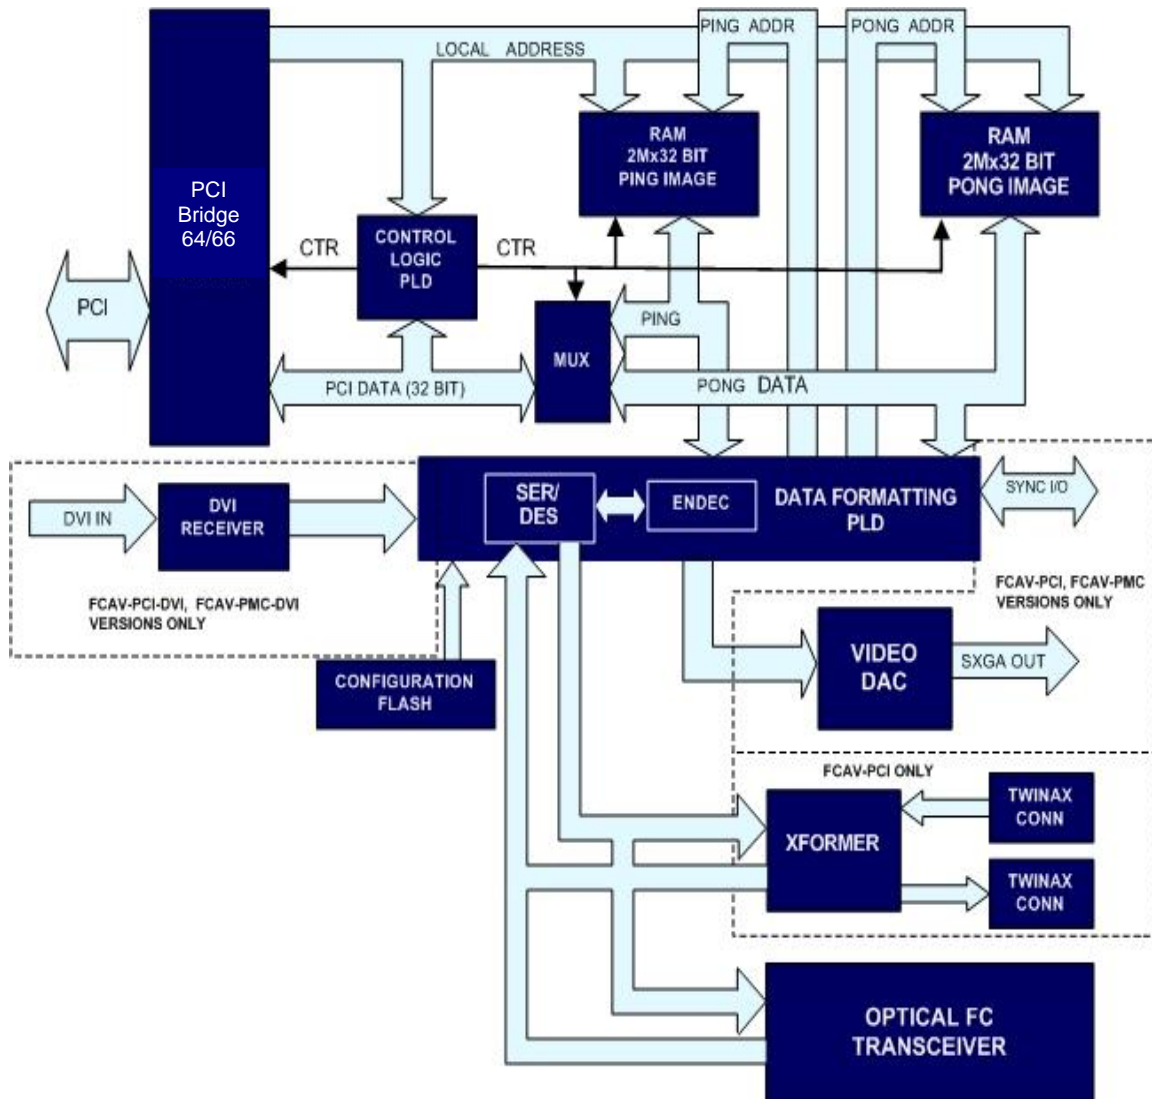 PING ADDR
PONG ADDR
LOCAL ADDRESS
RAM
2Mx32 BIT
PING IMAGE
RAM
2Mx32 BIT
PONG IMAGE
PCI
Bridge
64/66
CTR
CONTROL
LOGIC
PLD
CTR
PCI
PING
MUX
PCI DATA (32 BIT)
PONG DATA
SER/
DES
ENDEC
DATA FORMATTING
PLD
SYNC I/O
DVI IN
DVI
RECEIVER
FCAV-PCI-DVI, FCAV-PMC-DVI
VERSIONS ONLY
FCAV-PCI, FCAV-PMC
VERSIONS ONLY
CONFIGURATION
FLASH
VIDEO
DAC
SXGA OUT
FCAV-PCI ONLY
XFORMER
TWINAX
CONN
TWINAX
CONN
OPTICAL FC
TRANSCEIVER